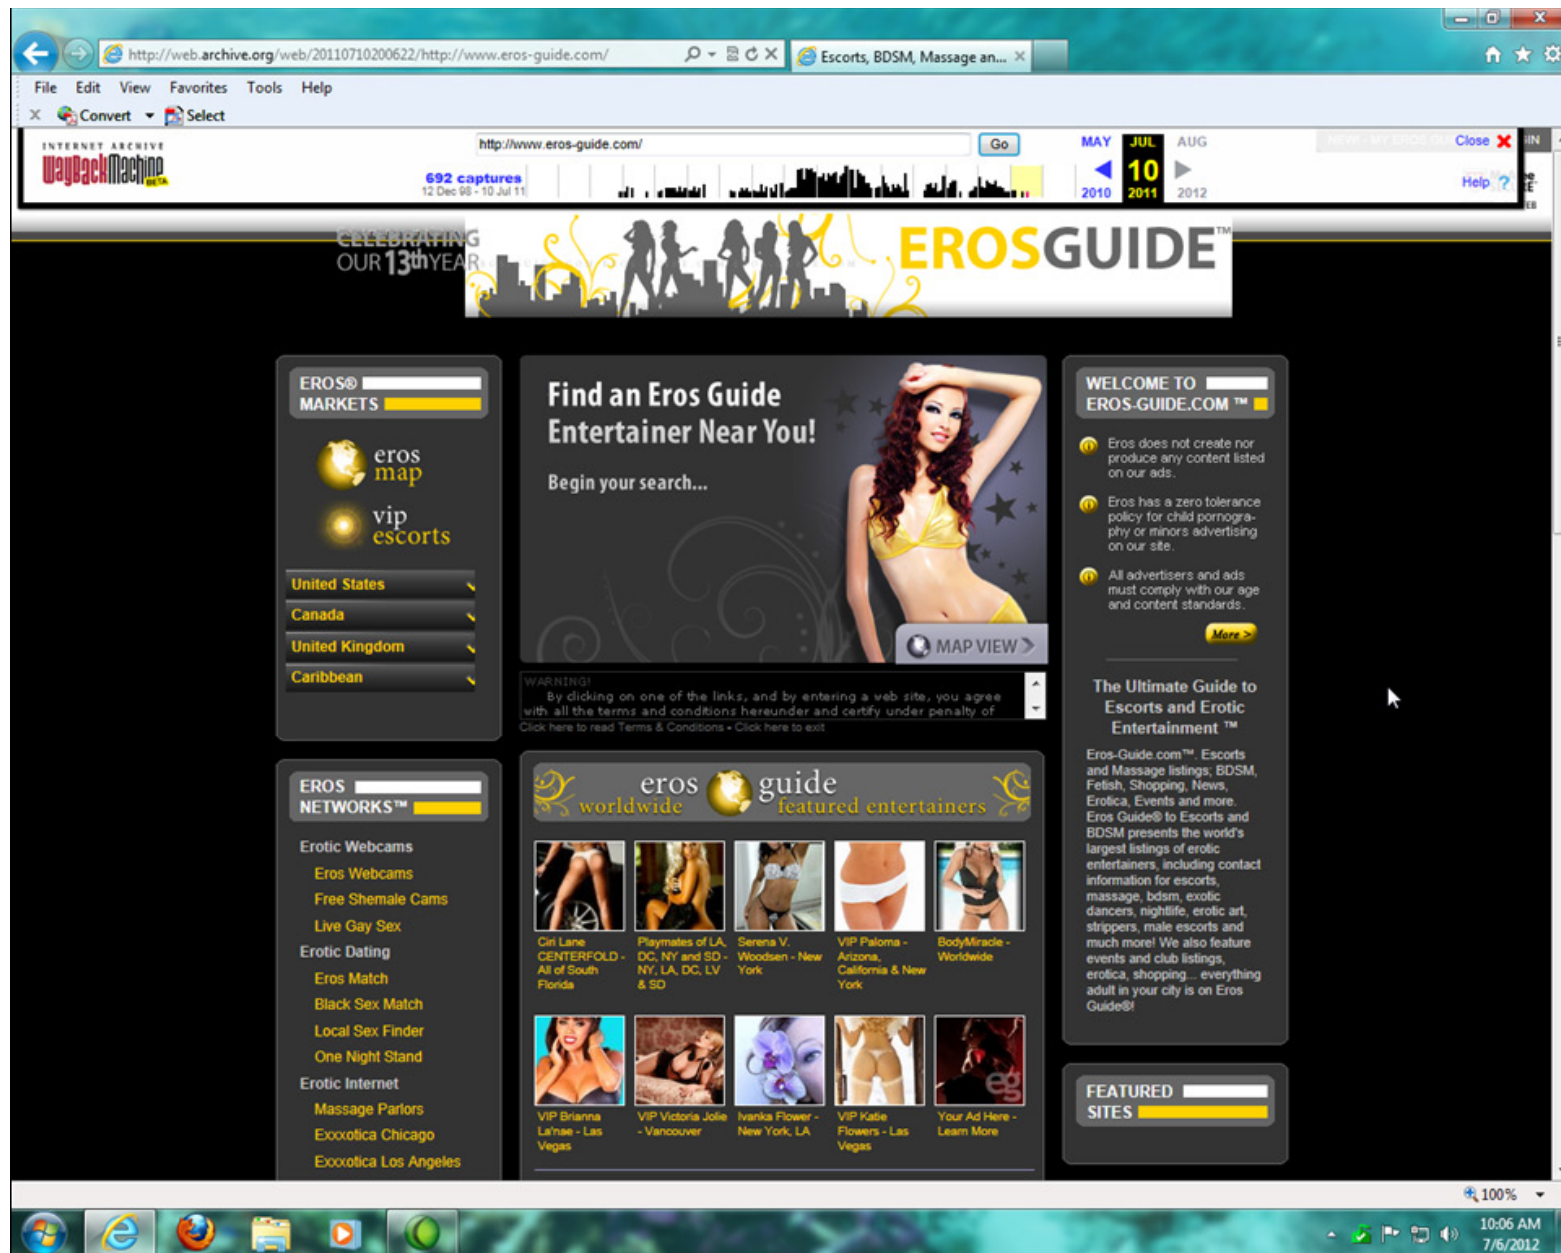 http://web.archive.org/web/20110710200622/http://www.eros-guide.com/
Escorts, BDSM, Massage an...
File Edit View Favorites Tools Help
Convert Select
INTERNET ARCHIVE
WayBackMachine
BETA
http://www.eros-guide.com/
Go
692 captures
12 Dec 98 - 10 Jul 11
MAY JUL AUG
10
2010 2011 2012
Close
Help ?
CELEBRATING
OUR 13th YEAR
EROSGUIDE™
EROS®
MARKETS
eros
map
vip
escorts
United States
Canada
United Kingdom
Caribbean
Find an Eros Guide
Entertainer Near You!
Begin your search...
MAP VIEW >
WARNING!
By clicking on one of the links, and by entering a web site, you agree
with all the terms and conditions hereunder and certify under penalty of
Click here to read Terms & Conditions - Click here to exit
WELCOME TO
EROS-GUIDE.COM ™
Eros does not create nor
produce any content listed
on our ads.
Eros has a zero tolerance
policy for child pornogra-
phy or minors advertising
on our site.
All advertisers and ads
must comply with our age
and content standards.
More >
The Ultimate Guide to
Escorts and Erotic
Entertainment ™
Eros-Guide.com™. Escorts
and Massage listings; BDSM,
Fetish, Shopping, News,
Erotica, Events and more.
Eros Guide® to Escorts and
BDSM presents the world's
largest listings of erotic
entertainers, including contact
information for escorts,
massage, bdsm, exotic
dancers, nightlife, erotic art,
strippers, male escorts and
much more! We also feature
events and club listings,
erotica, shopping... everything
adult in your city is on Eros
Guide®!
FEATURED
SITES
EROS
NETWORKS™
Erotic Webcams
Eros Webcams
Free Shemale Cams
Live Gay Sex
Erotic Dating
Eros Match
Black Sex Match
Local Sex Finder
One Night Stand
Erotic Internet
Massage Parlors
Exxxotica Chicago
Exxxotica Los Angeles
eros guide
worldwide featured entertainers
Ciri Lane
CENTERFOLD -
All of South
Florida
Playmates of LA,
DC, NY and SD -
NY, LA, DC, LV
& SD
Serena V.
Woodsen - New
York
VIP Paloma -
Arizona,
California & New
York
BodyMiracle -
Worldwide
VIP Brianna
La'nae - Las
Vegas
VIP Victoria Jolie
- Vancouver
Ivanka Flower -
New York, LA
VIP Katie
Flowers - Las
Vegas
eg
Your Ad Here -
Learn More
100%
10:06 AM
7/6/2012